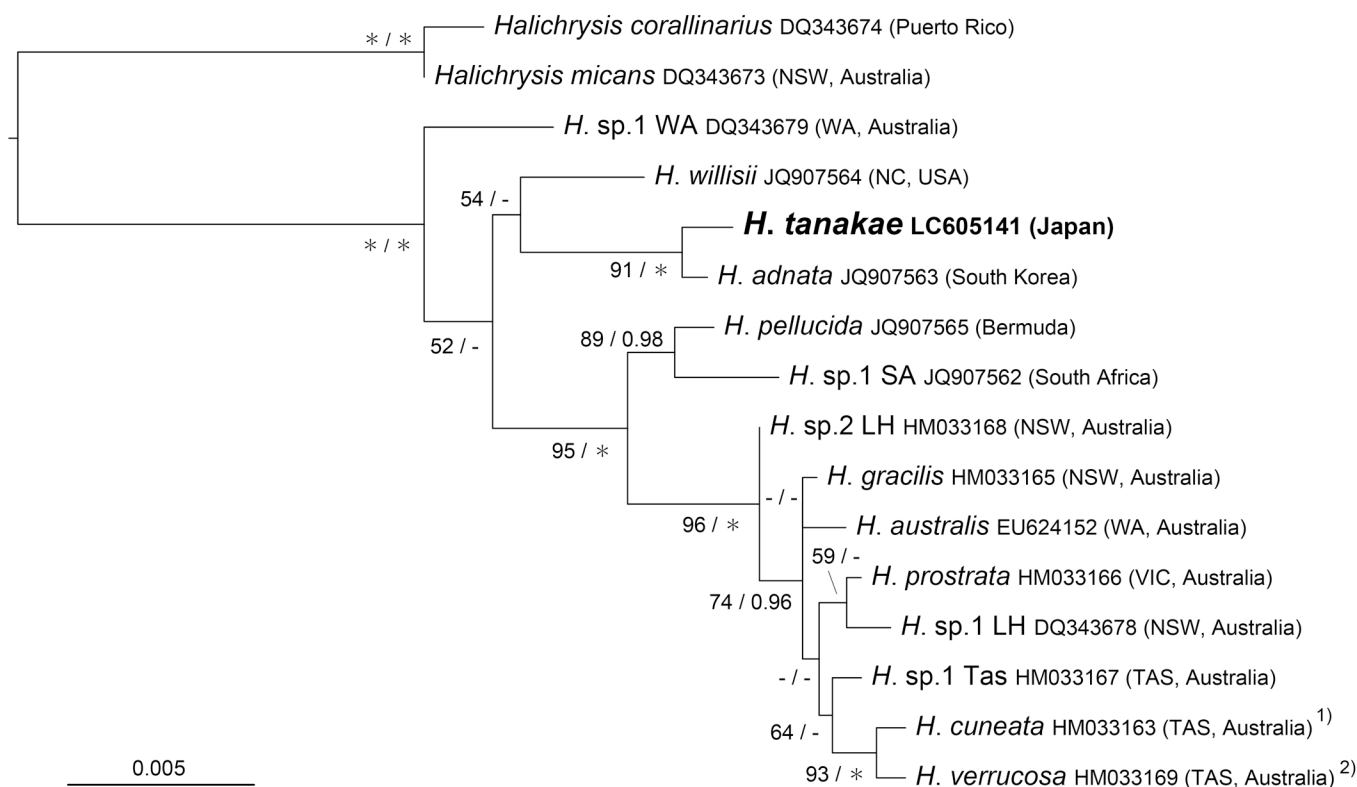 ＊ / ＊
Halichrysis corallinarius DQ343674 (Puerto Rico)
Halichrysis micans DQ343673 (NSW, Australia)
H. sp.1 WA DQ343679 (WA, Australia)
H. willisii JQ907564 (NC, USA)
54 / -
H. tanakae LC605141 (Japan)
＊ / ＊
91 / ＊
H. adnata JQ907563 (South Korea)
H. pellucida JQ907565 (Bermuda)
89 / 0.98
52 / -
H. sp.1 SA JQ907562 (South Africa)
H. sp.2 LH HM033168 (NSW, Australia)
95 / ＊
H. gracilis HM033165 (NSW, Australia)
- / -
96 / ＊
H. australis EU624152 (WA, Australia)
59 / -
H. prostrata HM033166 (VIC, Australia)
74 / 0.96
H. sp.1 LH DQ343678 (NSW, Australia)
- / -
H. sp.1 Tas HM033167 (TAS, Australia)
64 / -
H. cuneata HM033163 (TAS, Australia) 1)
0.005
93 / ＊
H. verrucosa HM033169 (TAS, Australia) 2)